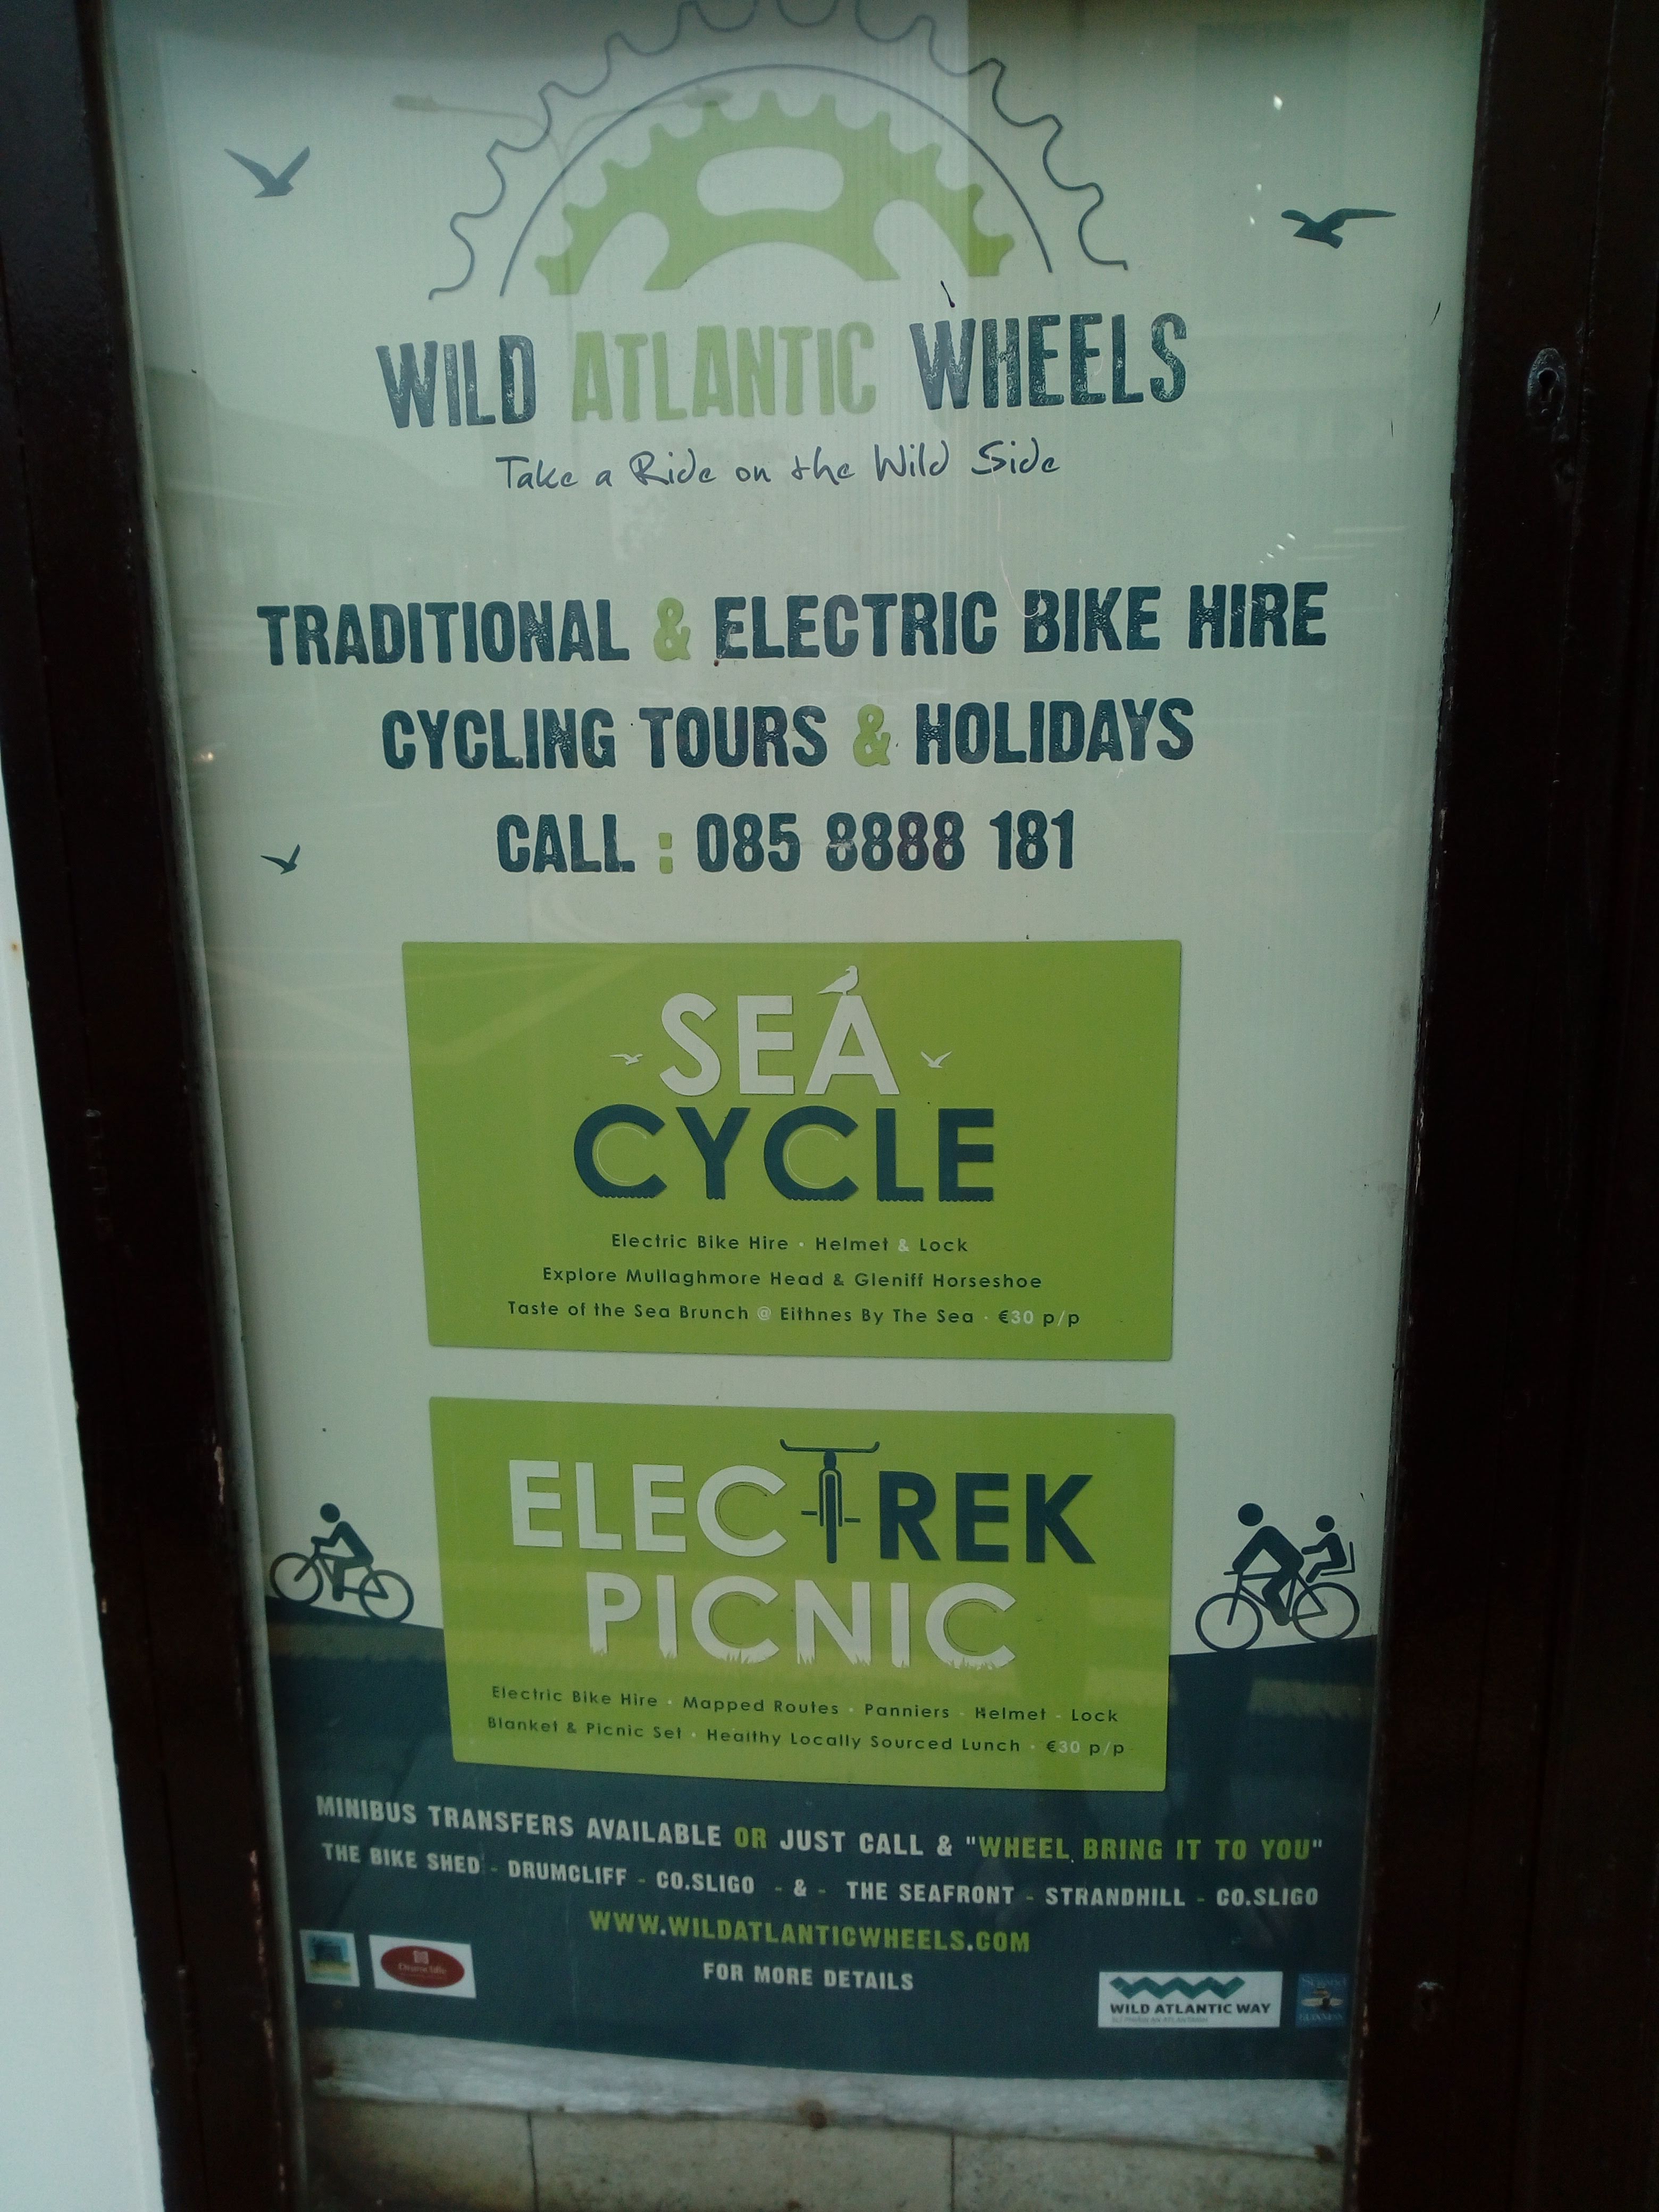 WILD ATLANTIC WHEELS
Take a Ride on the Wild Side
TRADITIONAL & ELECTRIC BIKE HIRE
CYCLING TOURS & HOLIDAYS
CALL : 085 8888 181
SEA
CYCLE
Electric Bike Hire · Helmet & Lock
Explore Mullaghmore Head & Gleniff Horseshoe
Taste of the Sea Brunch @ Eithnes By The Sea · €30 p/p
ELECTREK
PICNIC
Electric Bike Hire · Mapped Routes · Panniers · Helmet · Lock
Blanket & Picnic Set · Healthy Locally Sourced Lunch · €30 p/p
MINIBUS TRANSFERS AVAILABLE OR JUST CALL & "WHEEL BRING IT TO YOU"
THE BIKE SHED - DRUMCLIFF - CO.SLIGO - & - THE SEAFRONT - STRANDHILL - CO.SLIGO
WWW.WILDATLANTICWHEELS.COM
FOR MORE DETAILS
WILD ATLANTIC WAY